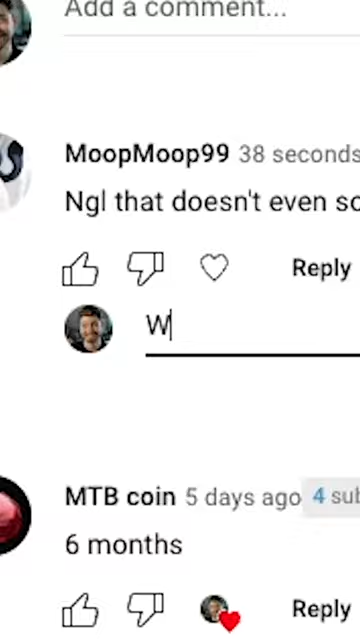 Add a comment...
MoopMoop99 38 seconds
Ngl that doesn't even so
Reply
W
MTB coin 5 days ago 4 sub
6 months
Reply